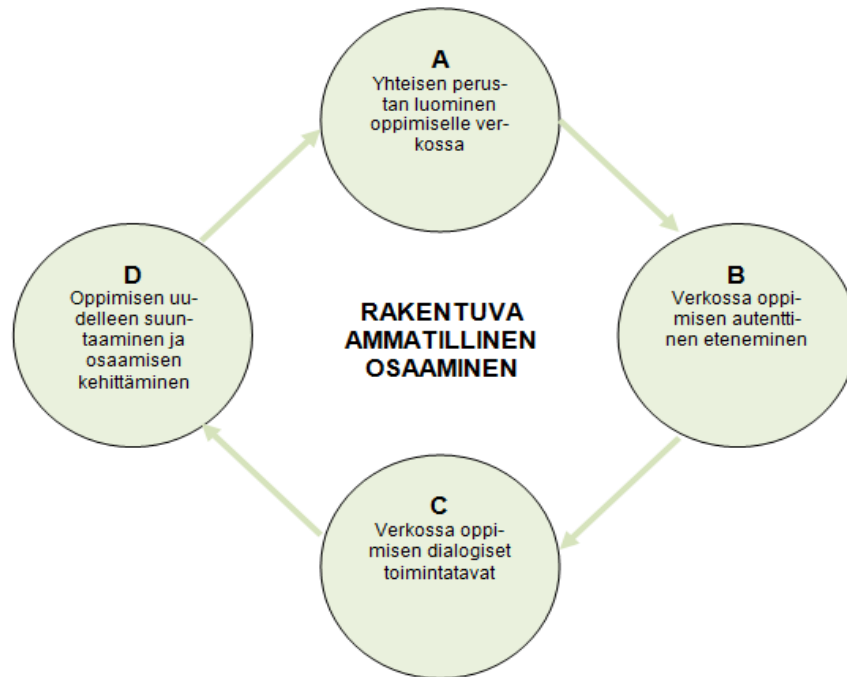 A
Yhteisen perus-
tan luominen
oppimiselle ver-
kossa
D
Oppimisen uu-
delleen suun-
taaminen ja
osaamisen
kehittäminen
RAKENTUVA
AMMATILLINEN
OSAAMINEN
B
Verkossa oppi-
misen autentti-
nen eteneminen
C
Verkossa oppi-
misen dialogiset
toimintatavat